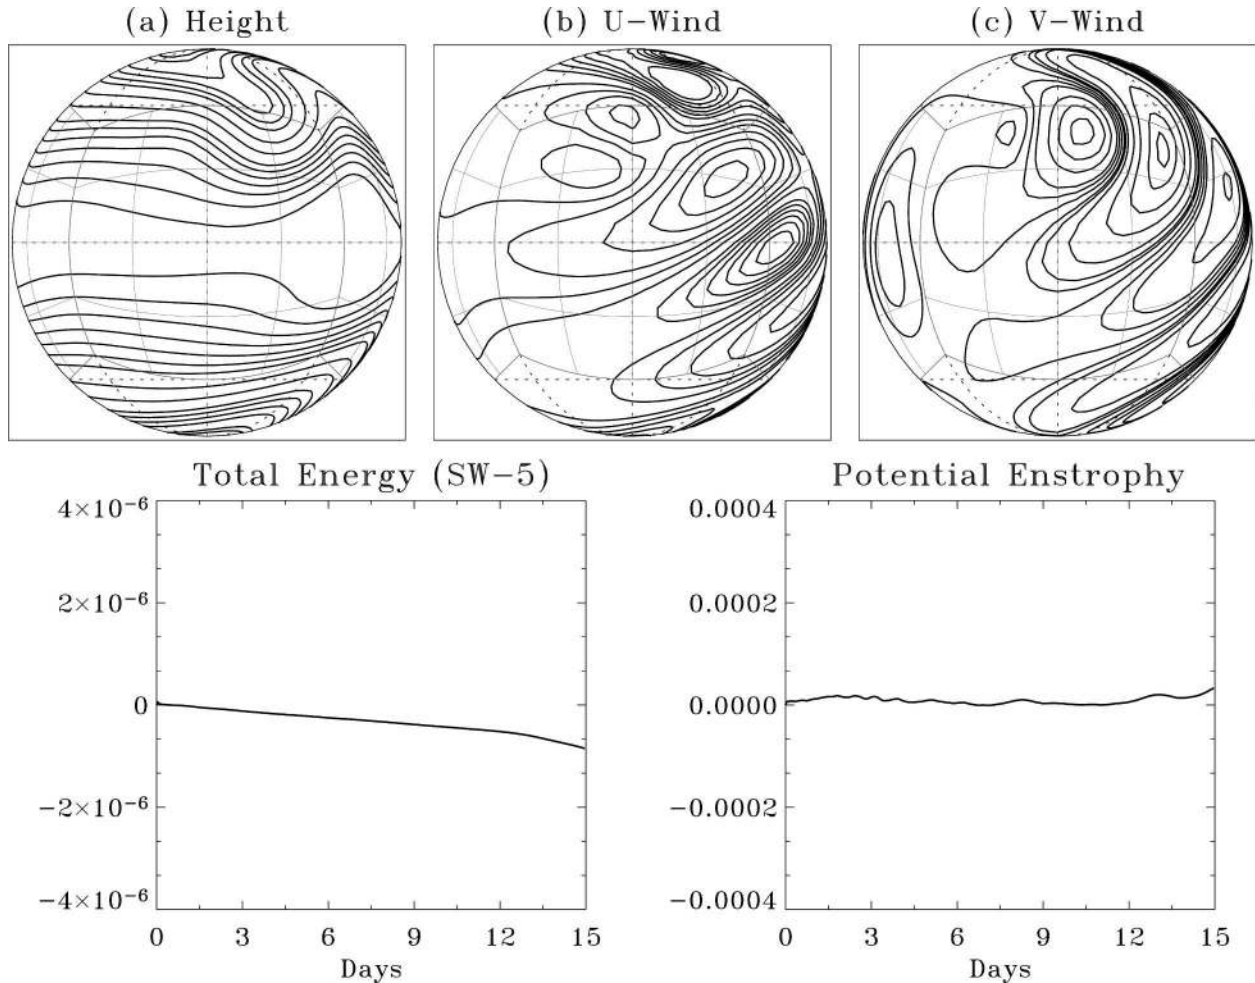 (a) Height (b) U-Wind (c) V-Wind
Total Energy (SW-5) Potential Enstrophy
4×10⁻⁶ 0.0004
2×10⁻⁶ 0.0002
0 0.0000
-2×10⁻⁶ -0.0002
-4×10⁻⁶ -0.0004
0 3 6 9 12 15 0 3 6 9 12 15
Days Days